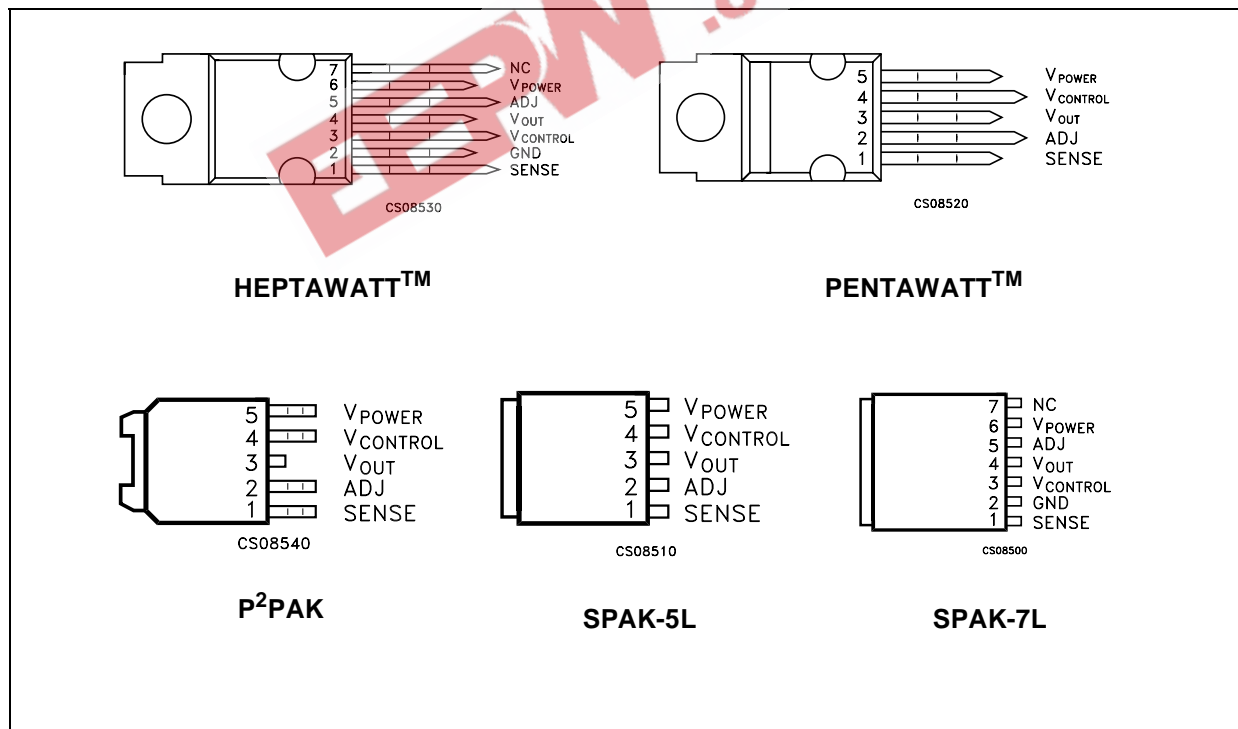 7 NC
6 VPOWER
5 ADJ
4 VOUT
3 VCONTROL
2 GND
1 SENSE
CS08530
HEPTAWATT™
5 VPOWER
4 VCONTROL
3 VOUT
2 ADJ
1 SENSE
CS08520
PENTAWATT™
5 VPOWER
4 VCONTROL
3 VOUT
2 ADJ
1 SENSE
CS08540
P²PAK
5 VPOWER
4 VCONTROL
3 VOUT
2 ADJ
1 SENSE
CS08510
SPAK-5L
7 NC
6 VPOWER
5 ADJ
4 VOUT
3 VCONTROL
2 GND
1 SENSE
CS08500
SPAK-7L